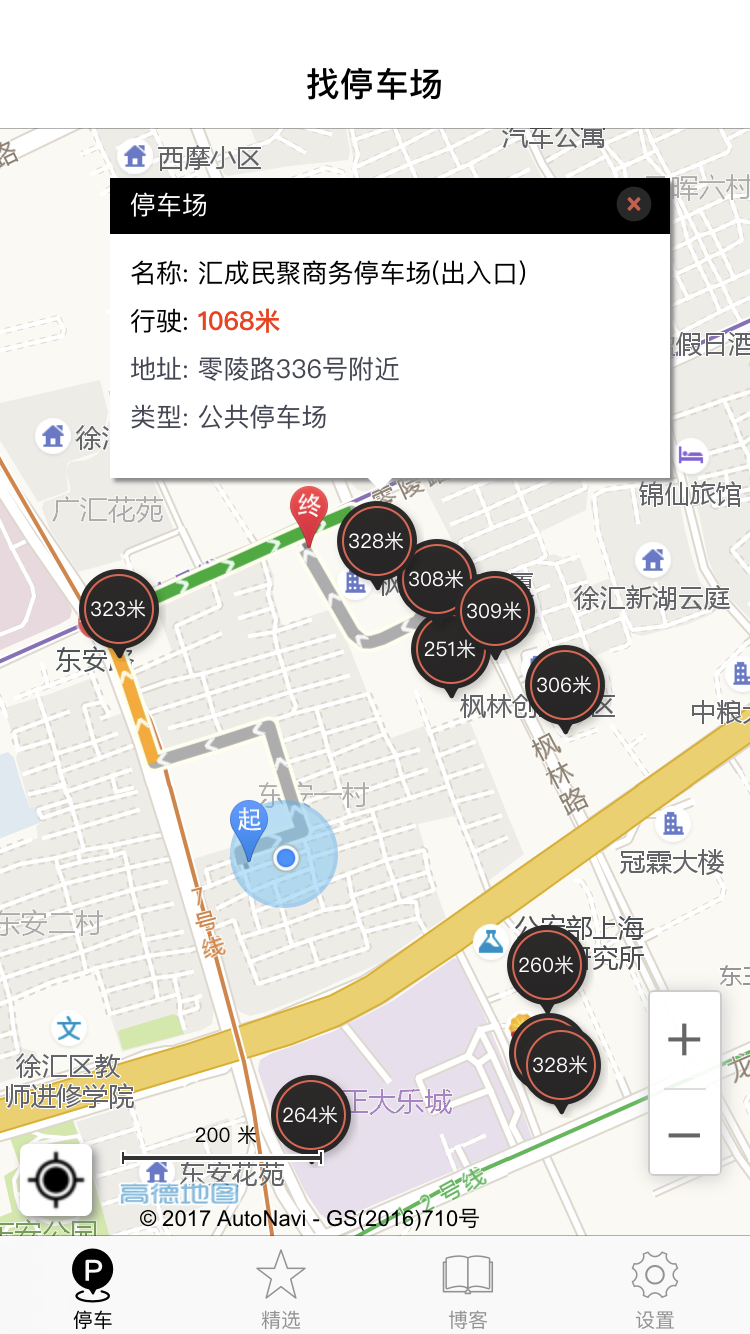 找停车场
汽车公寓
路
西摩小区
晖六村
停车场
名称: 汇成民聚商务停车场(出入口)
行驶: 1068米
地址: 零陵路336号附近
类型: 公共停车场
假日酒
徐汇
锦仙旅馆
广汇花苑
零陵路
终
328米
308米
枫
厦
徐汇新湖云庭
323米
309米
东安路
251米
306米
枫林创
区
中粮
枫林路
东安一村
起
冠霖大楼
7号线
东安二村
公安部上海
研究所
260米
东三
文
徐汇区教
师进修学院
328米
龙
正大乐城
264米
200 米
东安花苑
12号线
高德地图
© 2017 AutoNavi - GS(2016)710号
东安公园
P
停车
精选
博客
设置